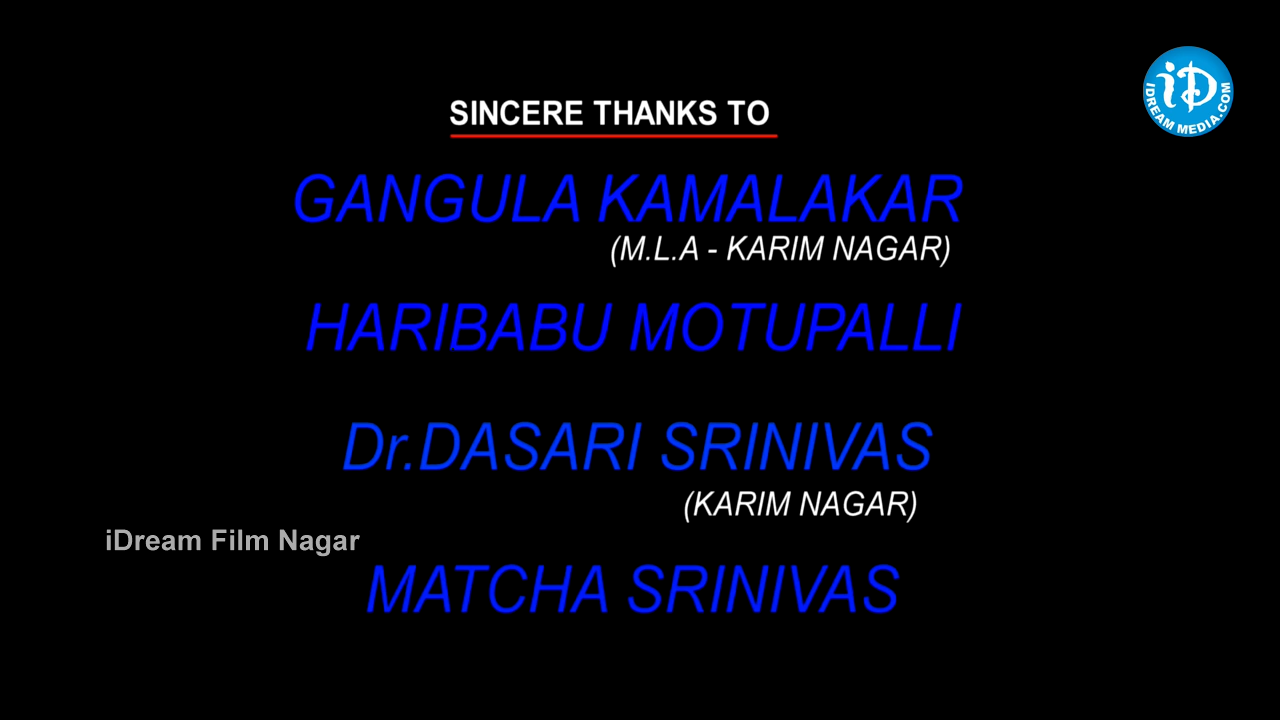 SINCERE THANKS TO
iD
IDREAM MEDIA.COM
GANGULA KAMALAKAR
(M.L.A - KARIM NAGAR)
HARIBABU MOTUPALLI
Dr.DASARI SRINIVAS
(KARIM NAGAR)
iDream Film Nagar
MATCHA SRINIVAS